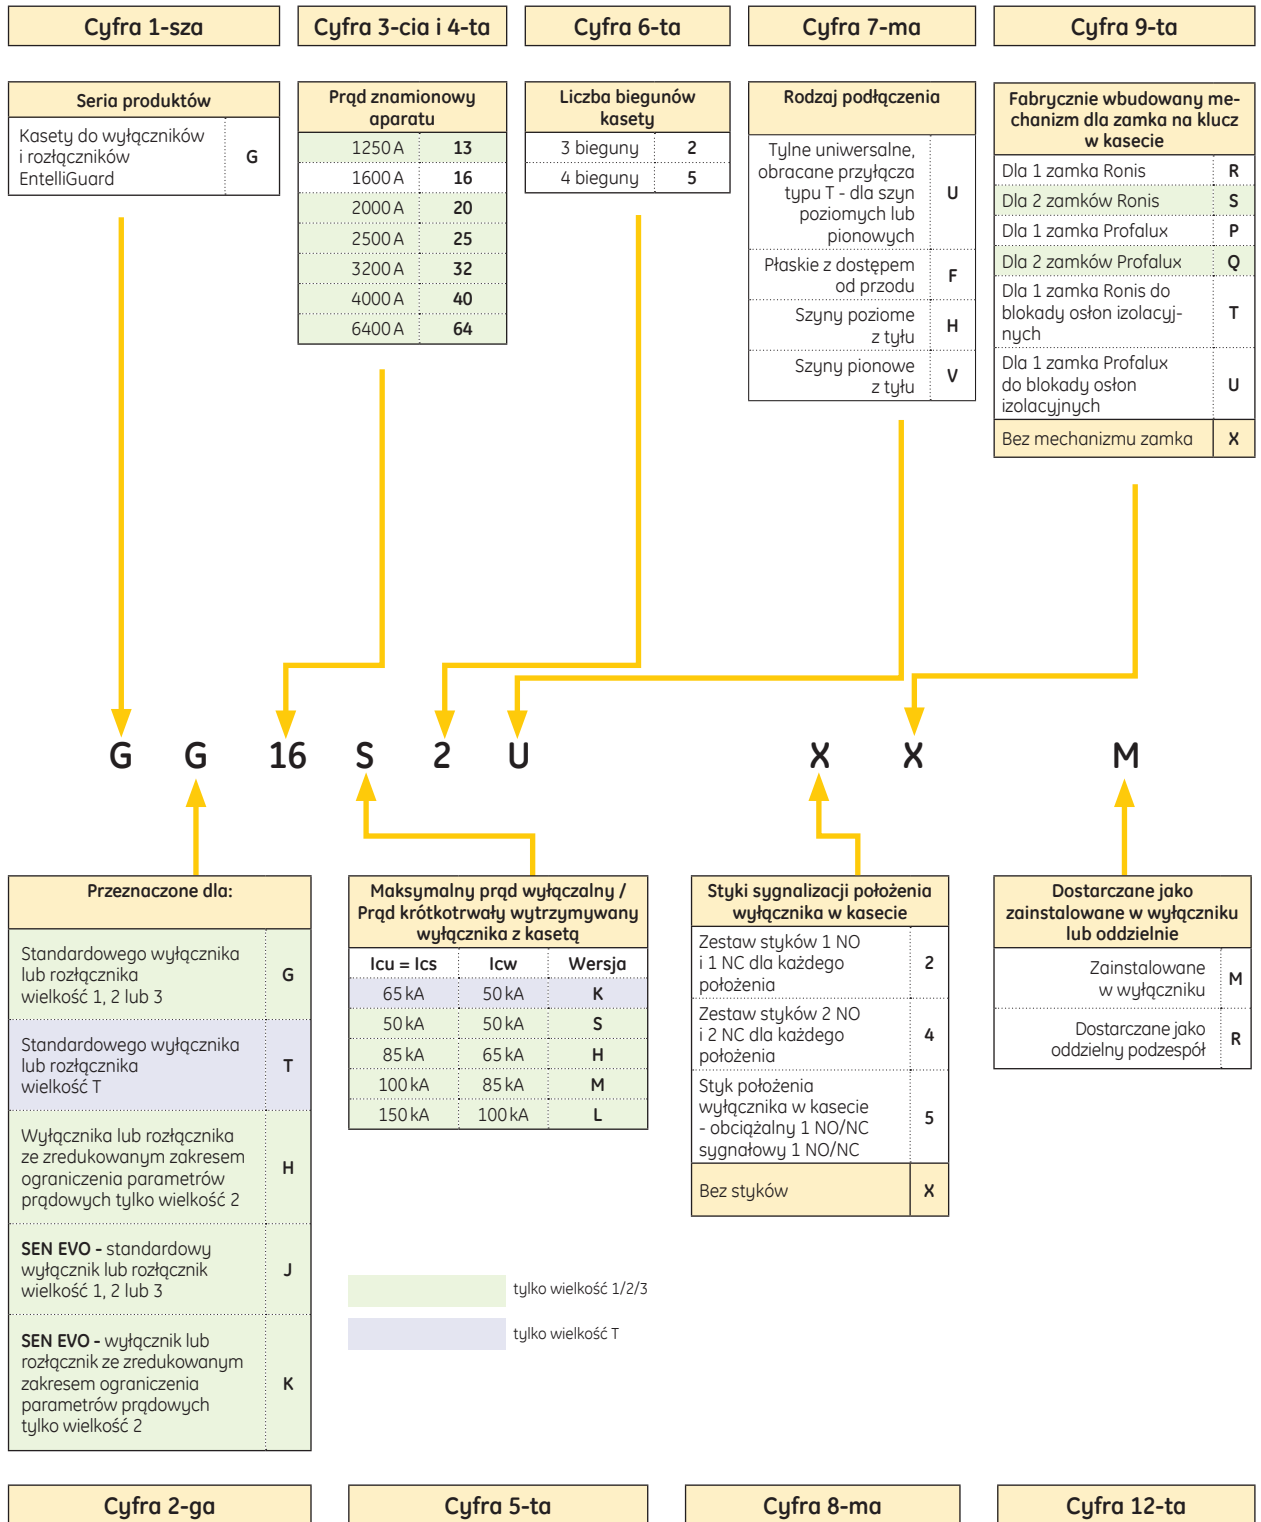 Cyfra 1-sza
Cyfra 3-cia i 4-ta
Cyfra 6-ta
Cyfra 7-ma
Cyfra 9-ta
Seria produktów
Kasety do wyłączników
i rozłączników
EntelliGuard
G
Prąd znamionowy
aparatu
1250 A 13
1600 A 16
2000 A 20
2500 A 25
3200 A 32
4000 A 40
6400 A 64
Liczba biegunów
kasety
3 bieguny 2
4 bieguny 5
Rodzaj podłączenia
Tylne uniwersalne,
obracane przyłącza
typu T - dla szyn
poziomych lub
pionowych
U
Płaskie z dostępem
od przodu
F
Szyny poziome
z tyłu
H
Szyny pionowe
z tyłu
V
Fabrycznie wbudowany me-
chanizm dla zamka na klucz
w kasecie
Dla 1 zamka Ronis R
Dla 2 zamków Ronis S
Dla 1 zamka Profalux P
Dla 2 zamków Profalux Q
Dla 1 zamka Ronis do
blokady osłon izolacyj-
nych
T
Dla 1 zamka Profalux
do blokady osłon
izolacyjnych
U
Bez mechanizmu zamka X
G G 16 S 2 U X X M
Przeznaczone dla:
Standardowego wyłącznika
lub rozłącznika
wielkość 1, 2 lub 3
G
Standardowego wyłącznika
lub rozłącznika
wielkość T
T
Wyłącznika lub rozłącznika
ze zredukowanym zakresem
ograniczenia parametrów
prądowych tylko wielkość 2
H
SEN EVO - standardowy
wyłącznik lub rozłącznik
wielkość 1, 2 lub 3
J
SEN EVO - wyłącznik lub
rozłącznik ze zredukowanym
zakresem ograniczenia
parametrów prądowych
tylko wielkość 2
K
Maksymalny prąd wyłączalny /
Prąd krótkotrwały wytrzymywany
wyłącznika z kasetą
Icu = Ics Icw Wersja
65 kA 50 kA K
50 kA 50 kA S
85 kA 65 kA H
100 kA 85 kA M
150 kA 100 kA L
tylko wielkość 1/2/3
tylko wielkość T
Styki sygnalizacji położenia
wyłącznika w kasecie
Zestaw styków 1 NO
i 1 NC dla każdego
położenia
2
Zestaw styków 2 NO
i 2 NC dla każdego
położenia
4
Styk położenia
wyłącznika w kasecie
- obciążalny 1 NO/NC
sygnałowy 1 NO/NC
5
Bez styków X
Dostarczane jako
zainstalowane w wyłączniku
lub oddzielnie
Zainstalowane
w wyłączniku
M
Dostarczane jako
oddzielny podzespół
R
Cyfra 2-ga
Cyfra 5-ta
Cyfra 8-ma
Cyfra 12-ta